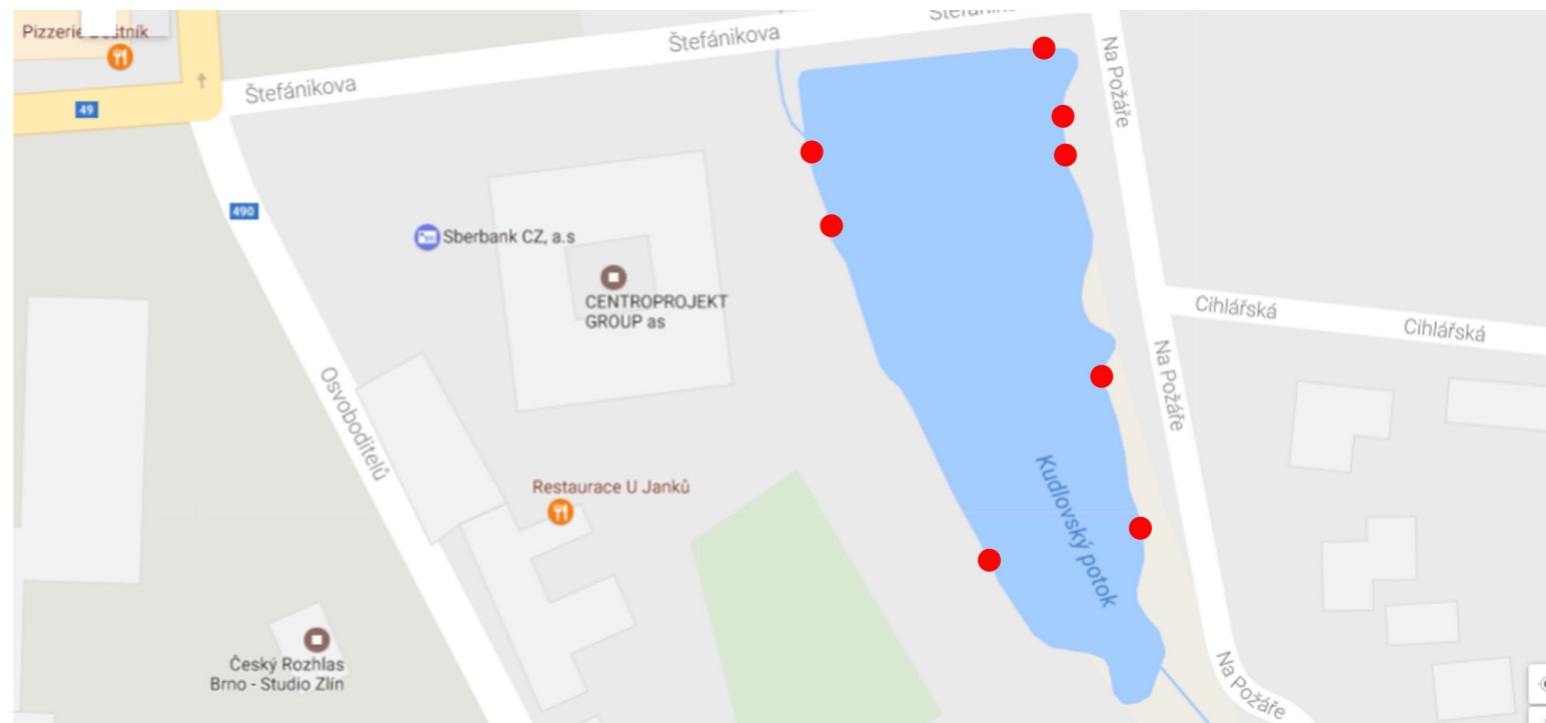 Pizzerie
Štefánikova
Štefánikova
Na Požáře
49
490
Sberbank CZ, a.s
CENTROPROJEKT
GROUP as
Cihlářská
Cihlářská
Na Požáře
Osvoboditelů
Restaurace U Janků
Kudlovský potok
Český Rozhlas
Brno - Studio Zlín
Na Požáře